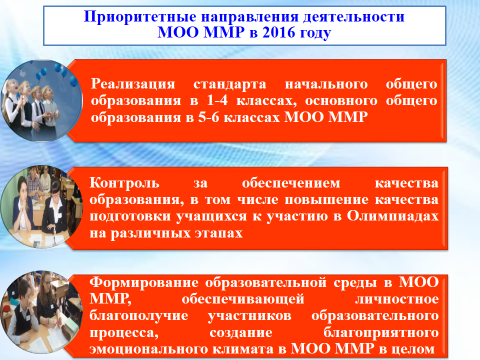 Приоритетные направления деятельности
МОО ММР в 2016 году
Реализация стандарта начального общего
образования в 1-4 классах, основного общего
образования в 5-6 классах МОО ММР
Контроль за обеспечением качества
образования, в том числе повышение качества
подготовки учащихся к участию в Олимпиадах
на различных этапах
Формирование образовательной среды в МОО
ММР, обеспечивающей личностное
благополучие участников образовательного
процесса, создание благоприятного
эмоционального климата в МОО ММР в целом